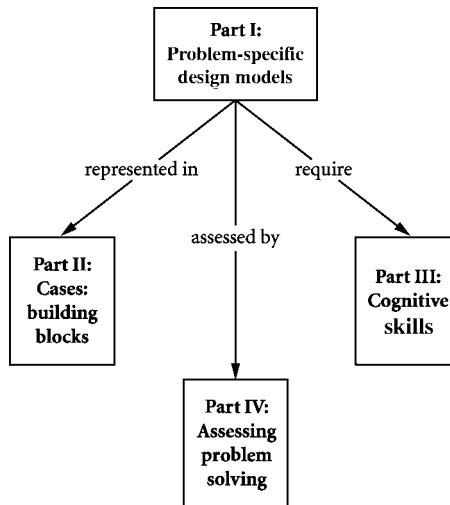 Part I:
Problem-specific
design models
represented in
require
assessed by
Part II:
Cases:
building
blocks
Part III:
Cognitive
skills
Part IV:
Assessing
problem
solving